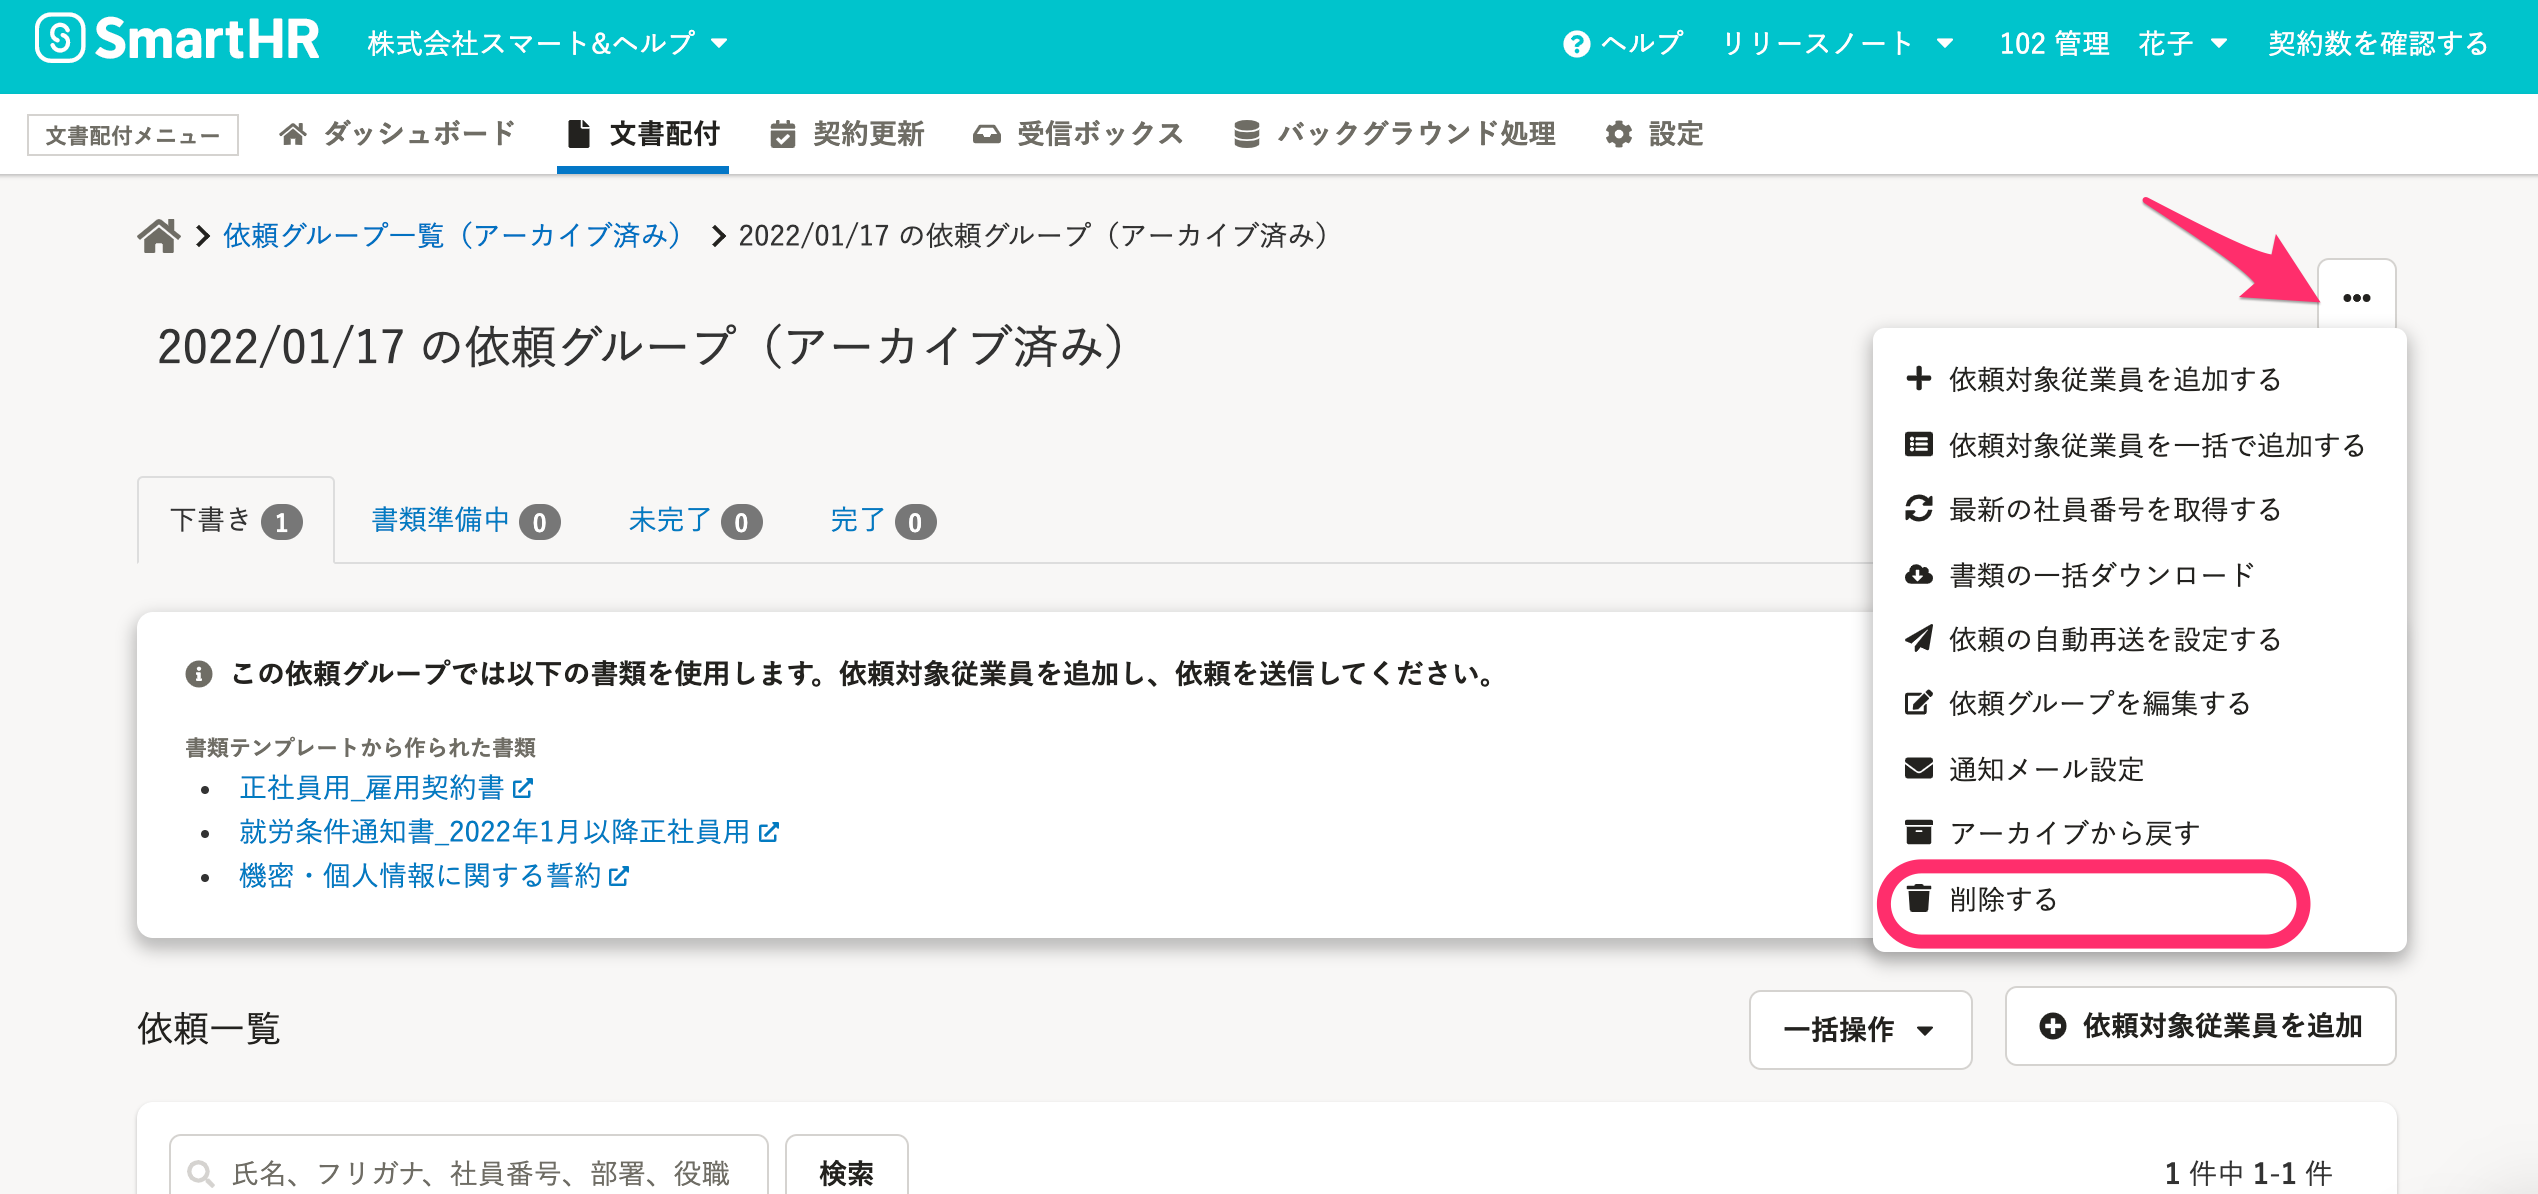 SmartHR 株式会社スマート&ヘルプ ヘルプ リリースノート 102 管理 花子 契約数を確認する
文書配付メニュー ダッシュボード 文書配付 契約更新 受信ボックス バックグラウンド処理 設定
依頼グループ一覧（アーカイブ済み） 2022/01/17 の依頼グループ（アーカイブ済み）
2022/01/17 の依頼グループ（アーカイブ済み）
依頼対象従業員を追加する
依頼対象従業員を一括で追加する
最新の社員番号を取得する
書類の一括ダウンロード
依頼の自動再送を設定する
依頼グループを編集する
通知メール設定
アーカイブから戻す
削除する
下書き 1 書類準備中 0 未完了 0 完了 0
この依頼グループでは以下の書類を使用します。依頼対象従業員を追加し、依頼を送信してください。
書類テンプレートから作られた書類
• 正社員用_雇用契約書
• 就労条件通知書_2022年1月以降正社員用
• 機密・個人情報に関する誓約
依頼一覧 一括操作 依頼対象従業員を追加
氏名、フリガナ、社員番号、部署、役職 検索 1 件中 1-1 件